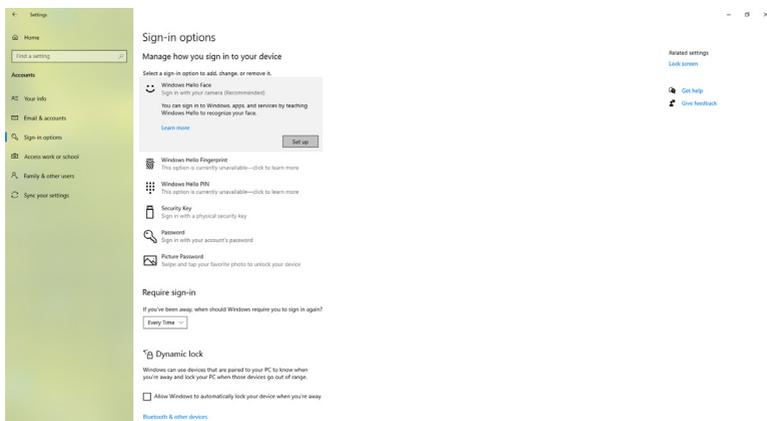 Settings
Home
Find a setting
Accounts
Your info
Email & accounts
Sign-in options
Access work or school
Family & other users
Sync your settings
Sign-in options
Manage how you sign in to your device
Select a sign-in option to add, change, or remove it.
Windows Hello Face
Sign in with your camera (Recommended)
You can sign in to Windows, apps, and services by teaching
Windows Hello to recognize your face.
Learn more
Set up
Windows Hello Fingerprint
This option is currently unavailable—click to learn more
Windows Hello PIN
This option is currently unavailable—click to learn more
Security Key
Sign in with a physical security key
Password
Sign in with your account's password
Picture Password
Swipe and tap your favorite photo to unlock your device
Require sign-in
If you've been away, when should Windows require you to sign in again?
Every Time
Dynamic lock
Windows can use devices that are paired to your PC to know when
you're away and lock your PC when those devices go out of range.
Allow Windows to automatically lock your device when you're away
Bluetooth & other devices
Related settings
Lock screen
Get help
Give feedback